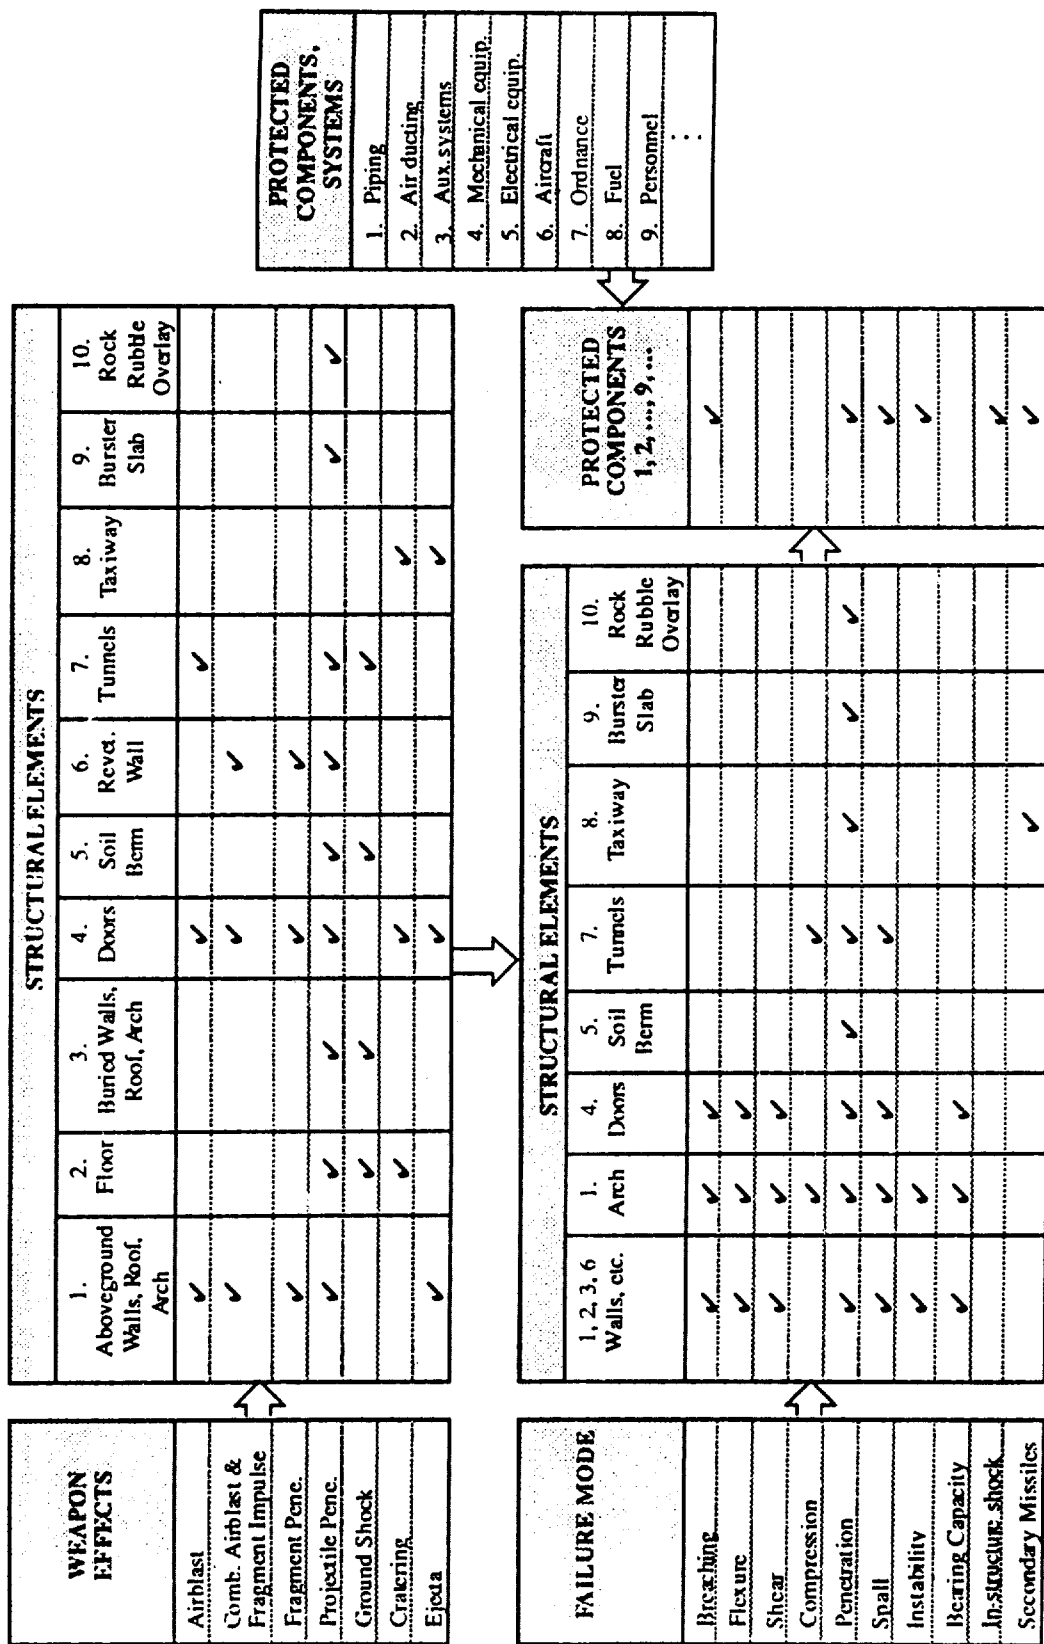 WEAPON
EFFECTS
Airblast
Comb. Airblast &
Fragment Impulse
Fragment Pene.
Projectile Pene.
Ground Shock
Cratering
Ejecta
STRUCTURAL ELEMENTS
1.
Aboveground
Walls, Roof,
Arch
2.
Floor
3.
Buried Walls,
Roof, Arch
4.
Doors
5.
Soil
Berm
6.
Revet.
Wall
7.
Tunnels
8.
Taxiway
9.
Burster
Slab
10.
Rock
Rubble
Overlay
✓ ✓ ✓
✓ ✓ ✓
✓ ✓ ✓
✓ ✓ ✓ ✓ ✓ ✓ ✓ ✓ ✓
✓ ✓ ✓ ✓
✓ ✓ ✓
✓ ✓ ✓
PROTECTED
COMPONENTS,
SYSTEMS
1. Piping
2. Air ducting
3. Aux. systems
4. Mechanical equip.
5. Electrical equip.
6. Aircraft
7. Ordnance
8. Fuel
9. Personnel
⋮
FAILURE MODE
Breaching
Flexure
Shear
Compression
Penetration
Spall
Instability
Bearing Capacity
In-structure shock
Secondary Missiles
STRUCTURAL ELEMENTS
1, 2, 3, 6
Walls, etc.
1.
Arch
4.
Doors
5.
Soil
Berm
7.
Tunnels
8.
Taxiway
9.
Burster
Slab
10.
Rock
Rubble
Overlay
✓ ✓ ✓
✓ ✓ ✓
✓ ✓ ✓
✓ ✓
✓ ✓ ✓ ✓ ✓ ✓ ✓ ✓
✓ ✓ ✓ ✓
✓ ✓
✓ ✓ ✓
✓
PROTECTED
COMPONENTS
1, 2, ..., 9, ...
✓
✓
✓
✓
✓
✓